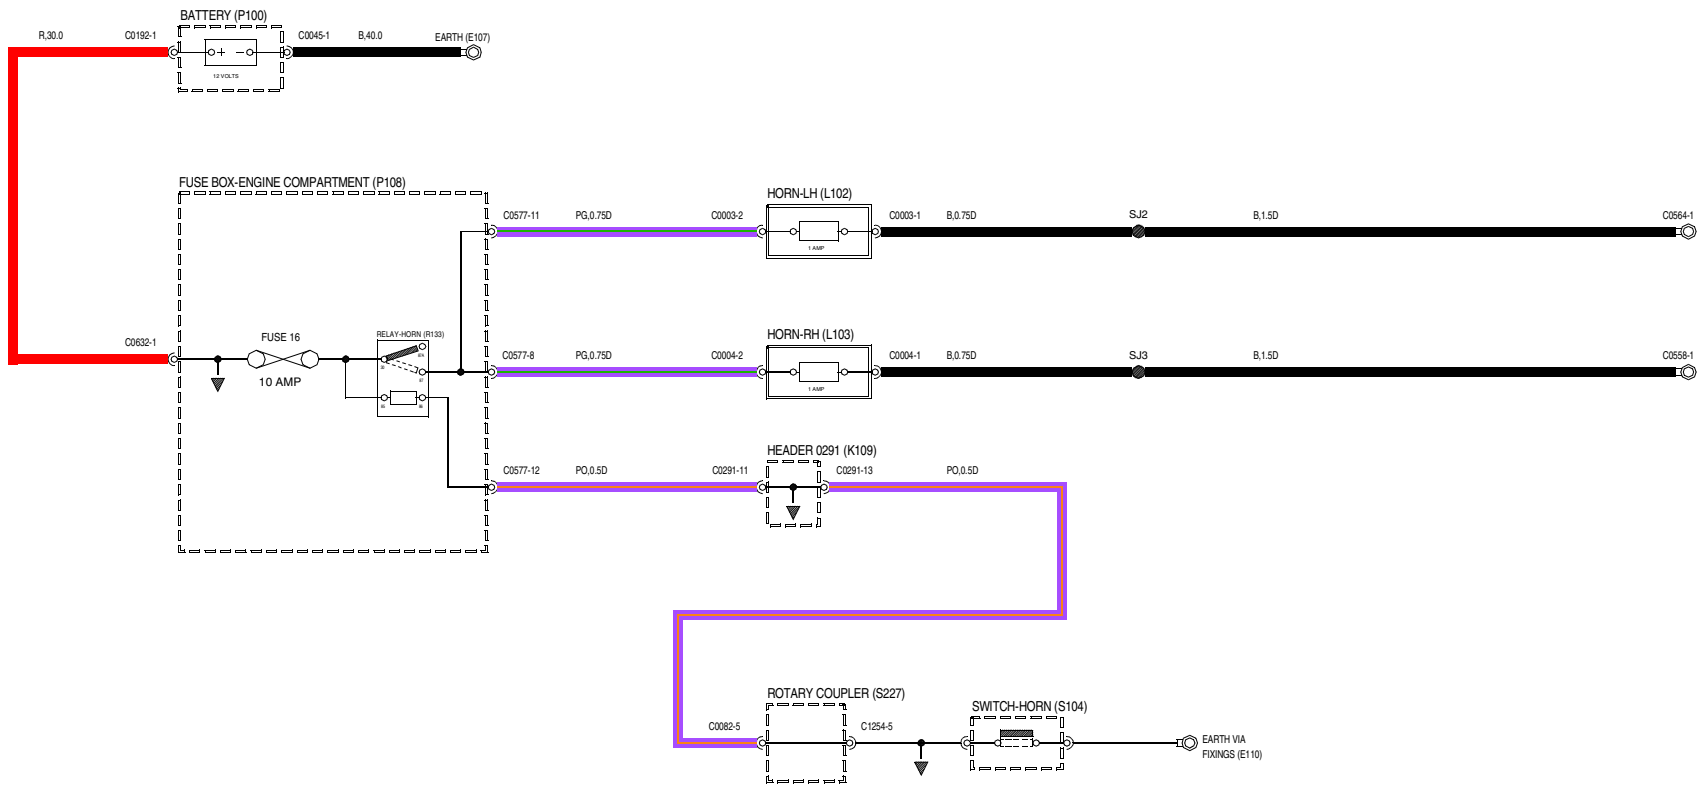 BATTERY (P100)
R,30.0
C0192-1
C0045-1
B,40.0
EARTH (E107)
12 VOLTS
FUSE BOX-ENGINE COMPARTMENT (P108)
HORN-LH (L102)
C0577-11
PG,0.75D
C0003-2
C0003-1
B,0.75D
SJ2
B,1.5D
C0564-1
1 AMP
C0632-1
FUSE 16
10 AMP
RELAY-HORN (R133)
30
87
85
86
HORN-RH (L103)
C0577-8
PG,0.75D
C0004-2
C0004-1
B,0.75D
SJ3
B,1.5D
C0558-1
1 AMP
HEADER 0291 (K109)
C0577-12
PO,0.5D
C0291-11
C0291-13
PO,0.5D
ROTARY COUPLER (S227)
C0082-5
C1254-5
SWITCH-HORN (S104)
EARTH VIA
FIXINGS (E110)